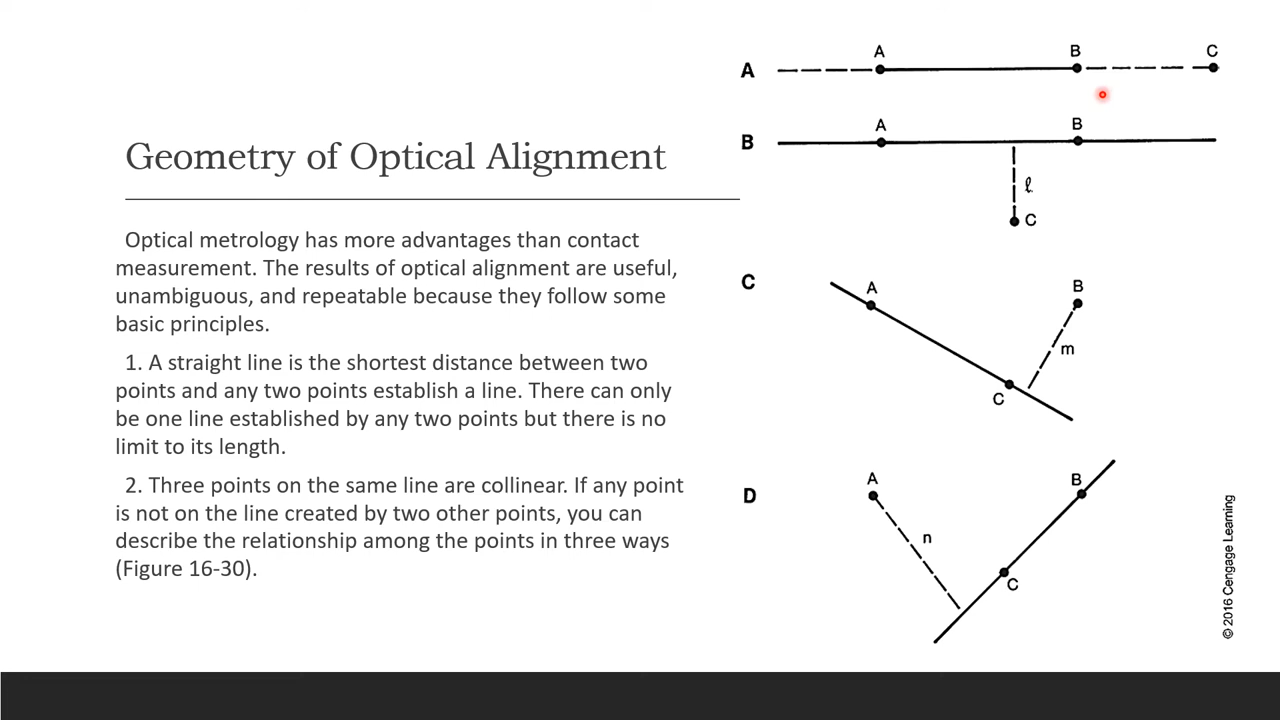 Geometry of Optical Alignment
Optical metrology has more advantages than contact
measurement. The results of optical alignment are useful,
unambiguous, and repeatable because they follow some
basic principles.
1. A straight line is the shortest distance between two
points and any two points establish a line. There can only
be one line established by any two points but there is no
limit to its length.
2. Three points on the same line are collinear. If any point
is not on the line created by two other points, you can
describe the relationship among the points in three ways
(Figure 16-30).
A
A B C
B
A B
ℓ
C
C
A B
m
C
D
A B
n
C
© 2016 Cengage Learning